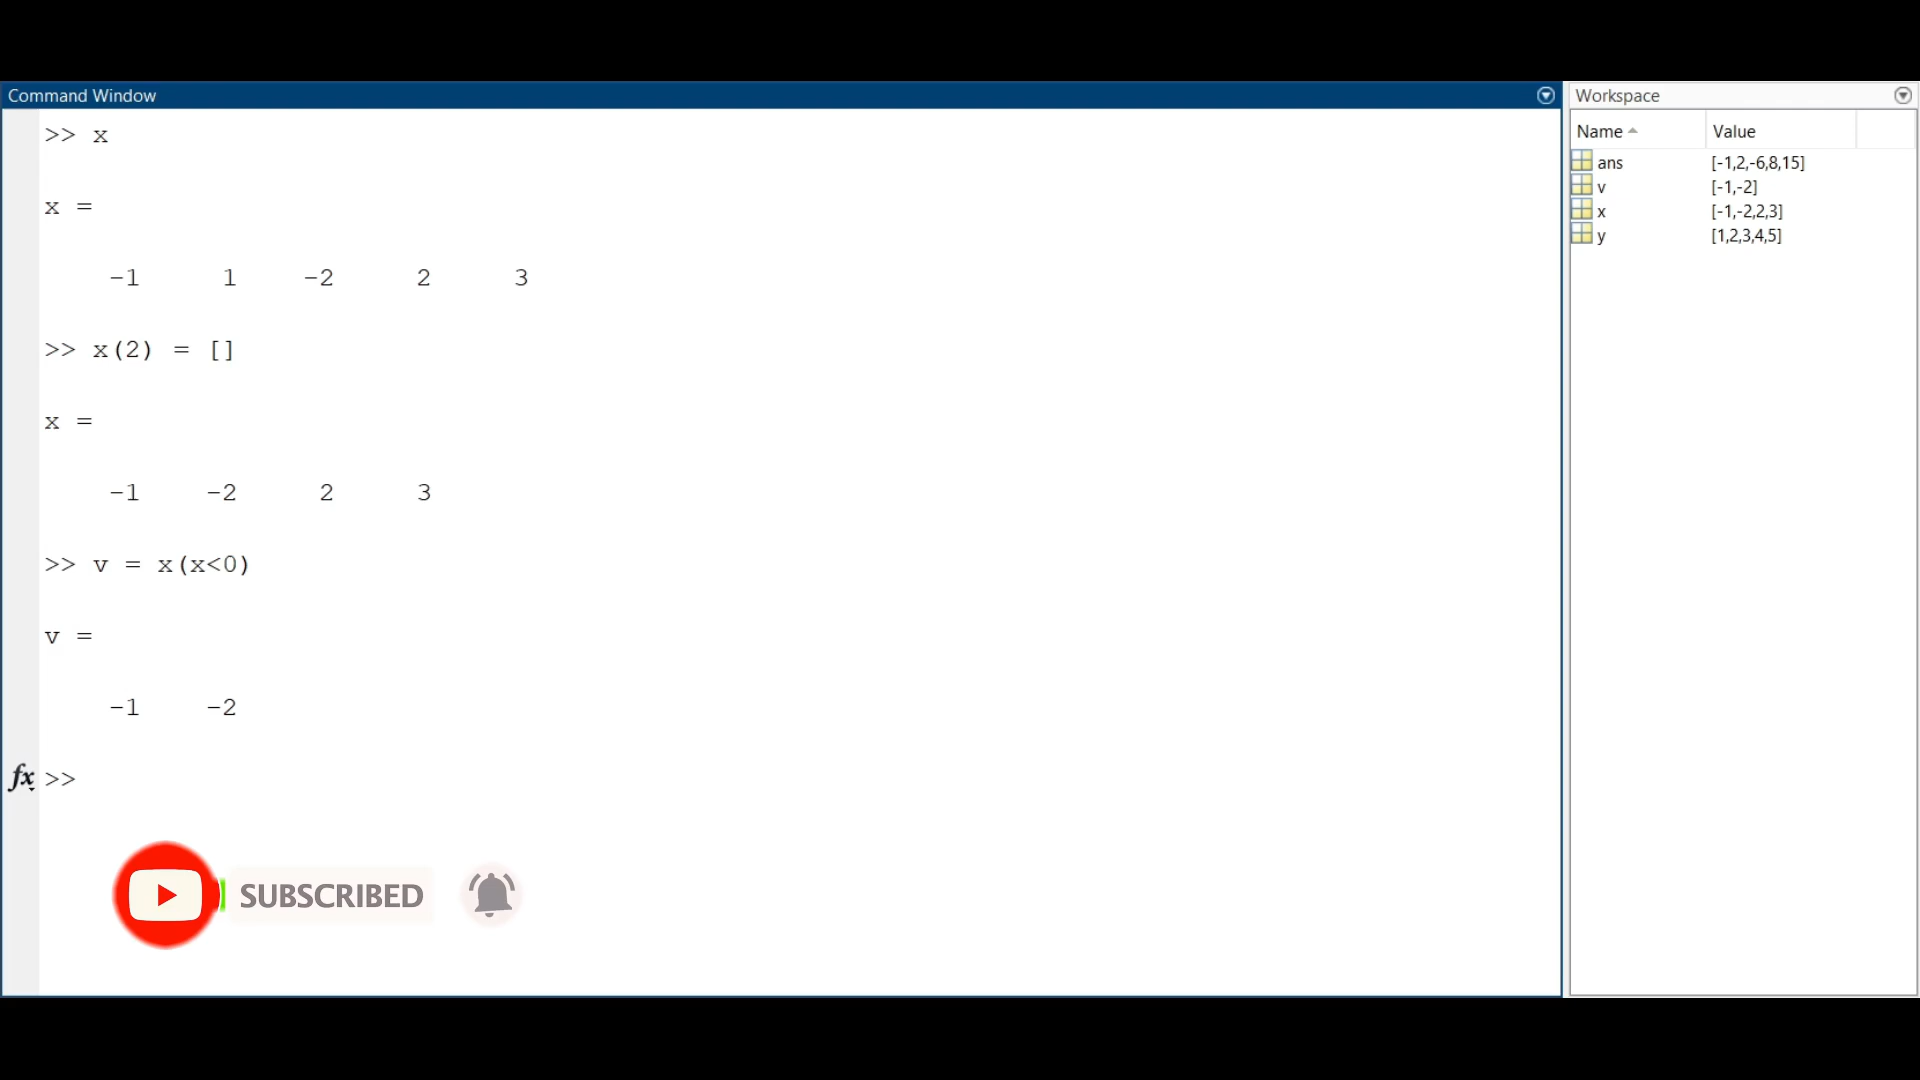 Command Window
>> x
x =
-1 1 -2 2 3
>> x(2) = []
x =
-1 -2 2 3
>> v = x(x<0)
v =
-1 -2
fx >>
SUBSCRIBED
Workspace
Name Value
ans [-1,2,-6,8,15]
v [-1,-2]
x [-1,-2,2,3]
y [1,2,3,4,5]